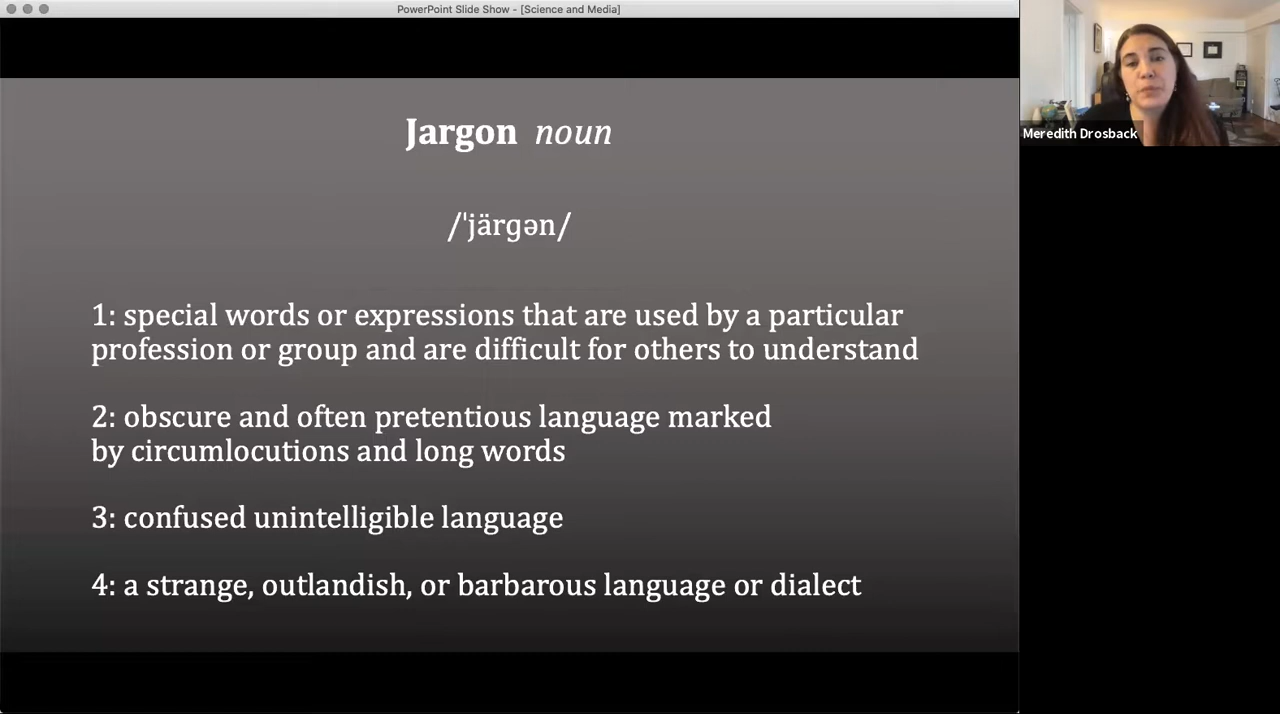 PowerPoint Slide Show - [Science and Media]
Jargon noun
/ˈjärɡən/
1: special words or expressions that are used by a particular
profession or group and are difficult for others to understand
2: obscure and often pretentious language marked
by circumlocutions and long words
3: confused unintelligible language
4: a strange, outlandish, or barbarous language or dialect
Meredith Drosback